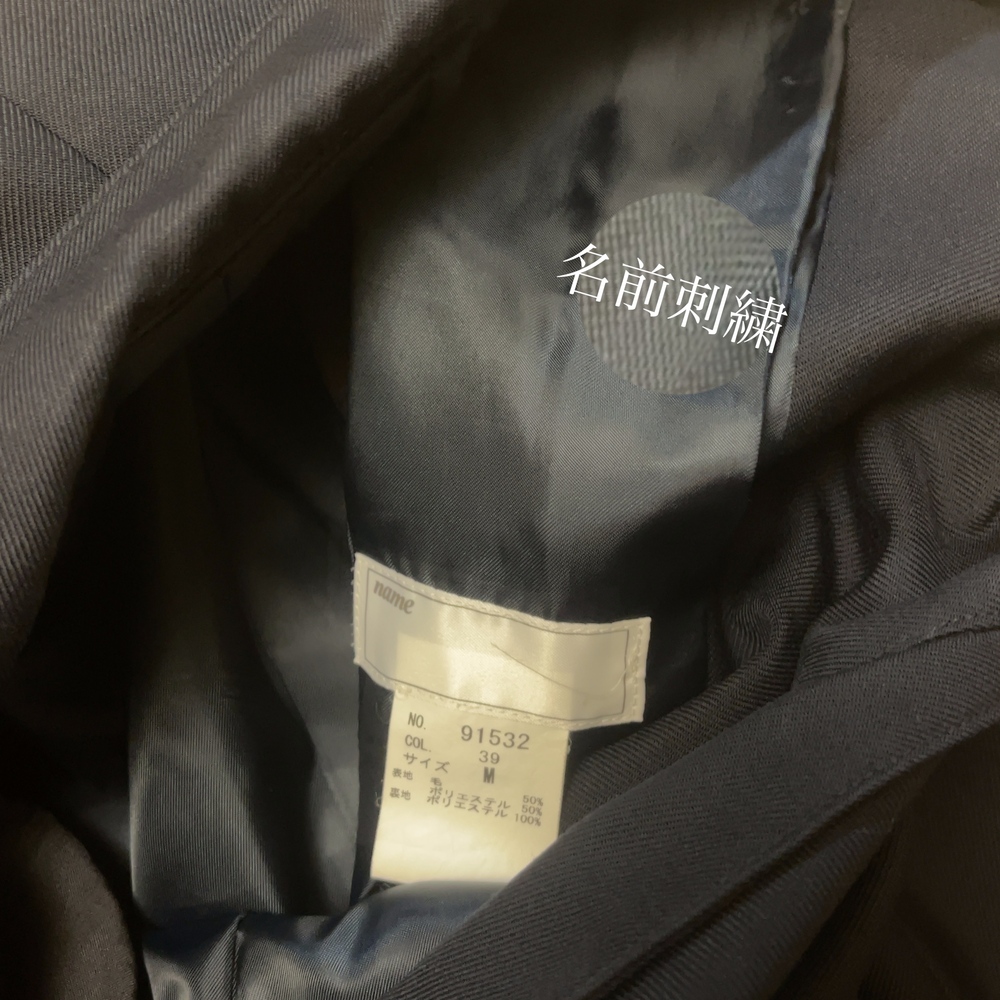 名前刺繍
name
NO. 91532
COL. 39
サイズ M
表地 毛 50%
ポリエステル 50%
裏地 ポリエステル 100%